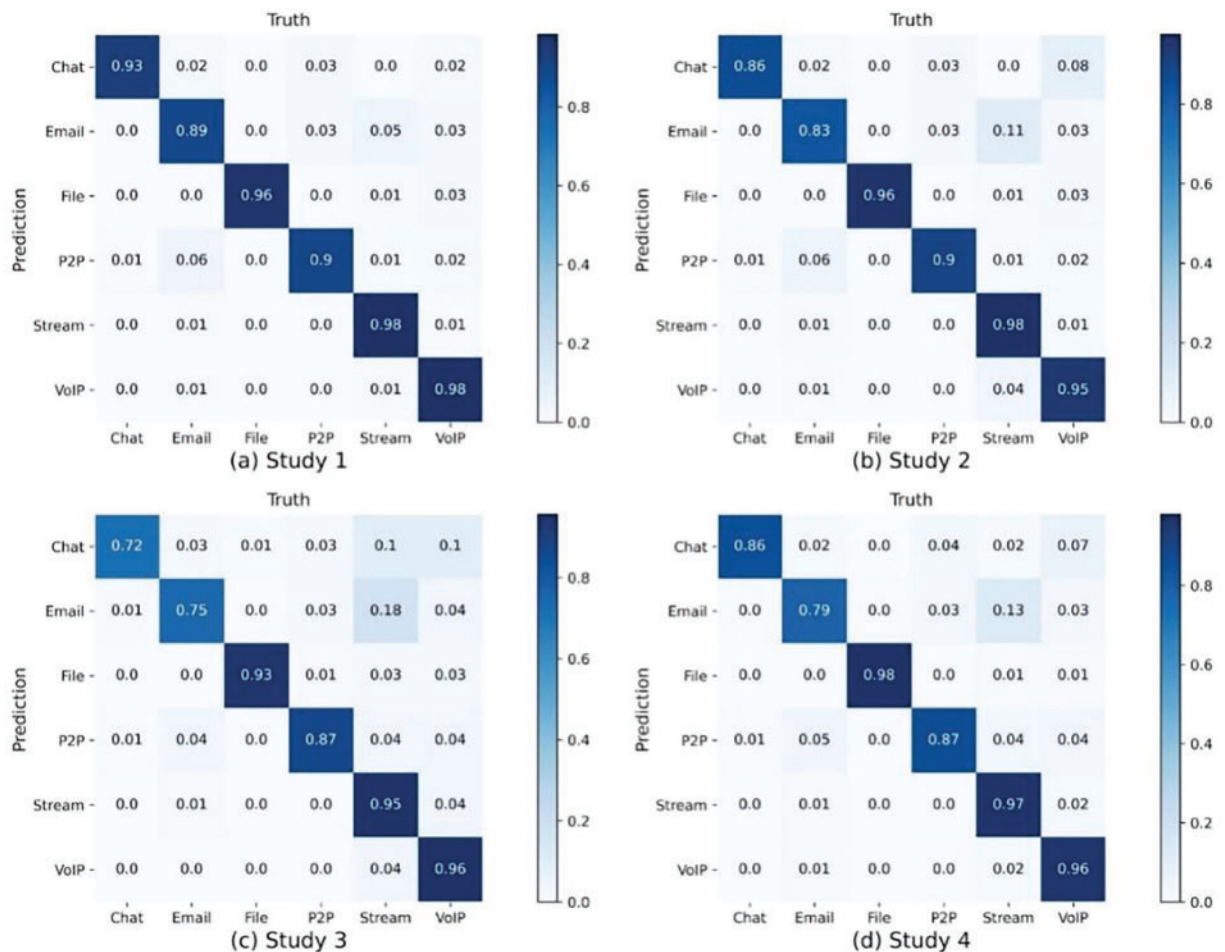 Truth
Chat 0.93 0.02 0.0 0.03 0.0 0.02
Email 0.0 0.89 0.0 0.03 0.05 0.03
File 0.0 0.0 0.96 0.0 0.01 0.03
P2P 0.01 0.06 0.0 0.9 0.01 0.02
Stream 0.0 0.01 0.0 0.0 0.98 0.01
VoIP 0.0 0.01 0.0 0.0 0.01 0.98
Prediction
Chat Email File P2P Stream VoIP
0.8
0.6
0.4
0.2
0.0
(a) Study 1
Truth
Chat 0.86 0.02 0.0 0.03 0.0 0.08
Email 0.0 0.83 0.0 0.03 0.11 0.03
File 0.0 0.0 0.96 0.0 0.01 0.03
P2P 0.01 0.06 0.0 0.9 0.01 0.02
Stream 0.0 0.01 0.0 0.0 0.98 0.01
VoIP 0.0 0.01 0.0 0.0 0.04 0.95
Prediction
Chat Email File P2P Stream VoIP
0.8
0.6
0.4
0.2
0.0
(b) Study 2
Truth
Chat 0.72 0.03 0.01 0.03 0.1 0.1
Email 0.01 0.75 0.0 0.03 0.18 0.04
File 0.0 0.0 0.93 0.01 0.03 0.03
P2P 0.01 0.04 0.0 0.87 0.04 0.04
Stream 0.0 0.01 0.0 0.0 0.95 0.04
VoIP 0.0 0.0 0.0 0.0 0.04 0.96
Prediction
Chat Email File P2P Stream VoIP
0.8
0.6
0.4
0.2
0.0
(c) Study 3
Truth
Chat 0.86 0.02 0.0 0.04 0.02 0.07
Email 0.0 0.79 0.0 0.03 0.13 0.03
File 0.0 0.0 0.98 0.0 0.01 0.01
P2P 0.01 0.05 0.0 0.87 0.04 0.04
Stream 0.0 0.01 0.0 0.0 0.97 0.02
VoIP 0.0 0.01 0.0 0.0 0.02 0.96
Prediction
Chat Email File P2P Stream VoIP
0.8
0.6
0.4
0.2
0.0
(d) Study 4